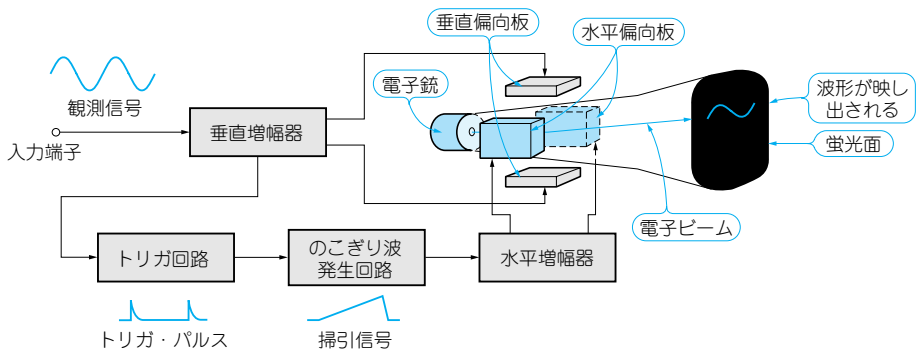 垂直偏向板
水平偏向板
電子銃
観測信号
入力端子
垂直増幅器
波形が映し
出される
蛍光面
電子ビーム
トリガ回路
のこぎり波
発生回路
水平増幅器
トリガ・パルス
掃引信号